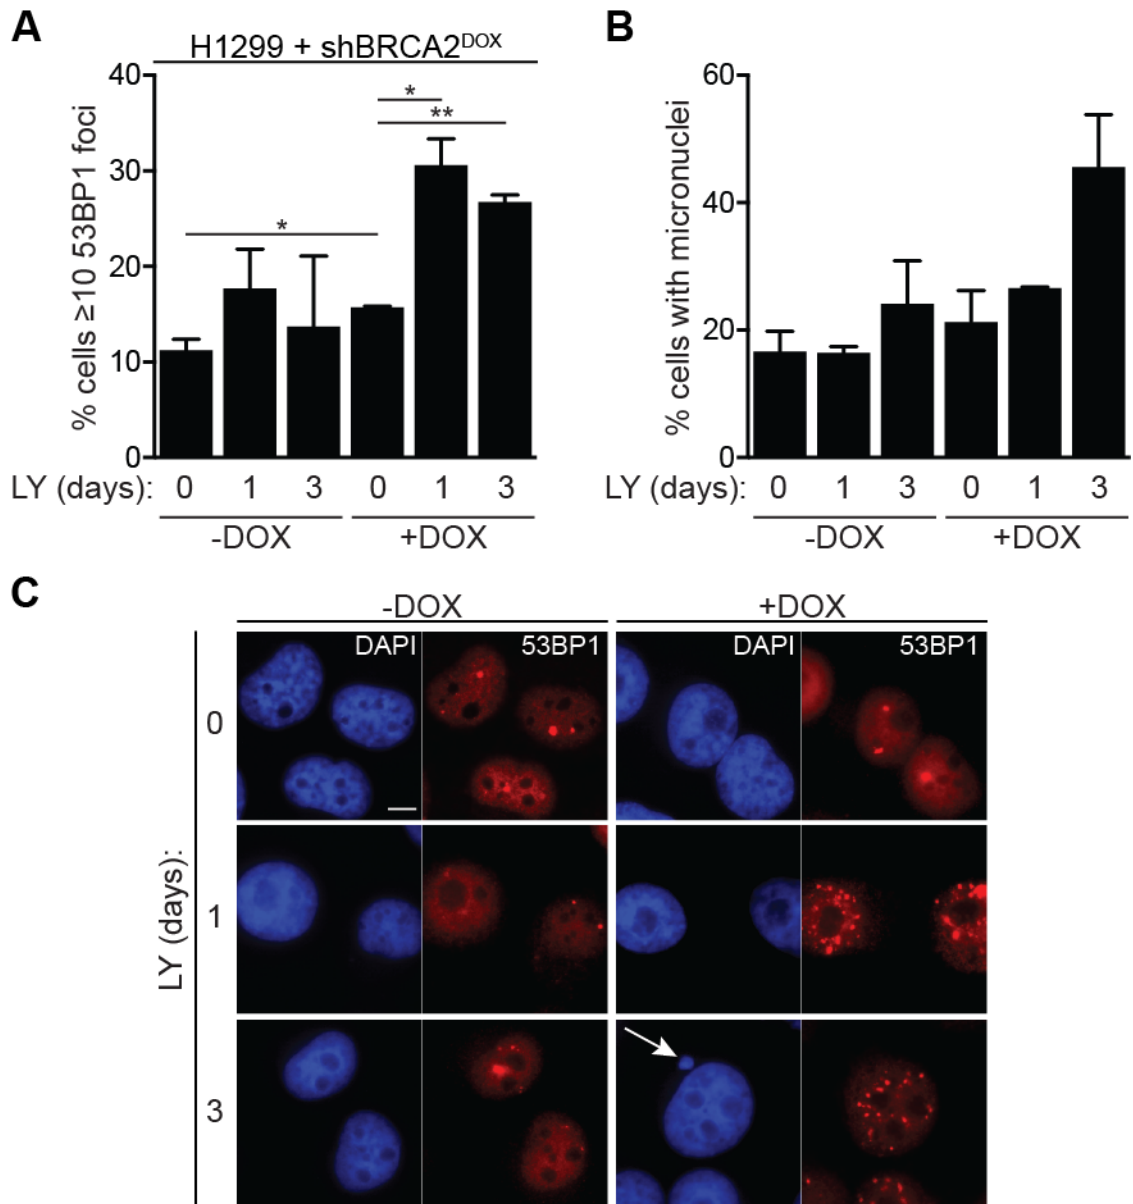 A
H1299 + shBRCA2DOX
% cells ≥10 53BP1 foci
40
30
20
10
0
*
**
*
LY (days): 0 1 3 0 1 3
-DOX +DOX
B
% cells with micronuclei
60
40
20
0
LY (days): 0 1 3 0 1 3
-DOX +DOX
C
-DOX +DOX
DAPI 53BP1 DAPI 53BP1
LY (days):
0
1
3